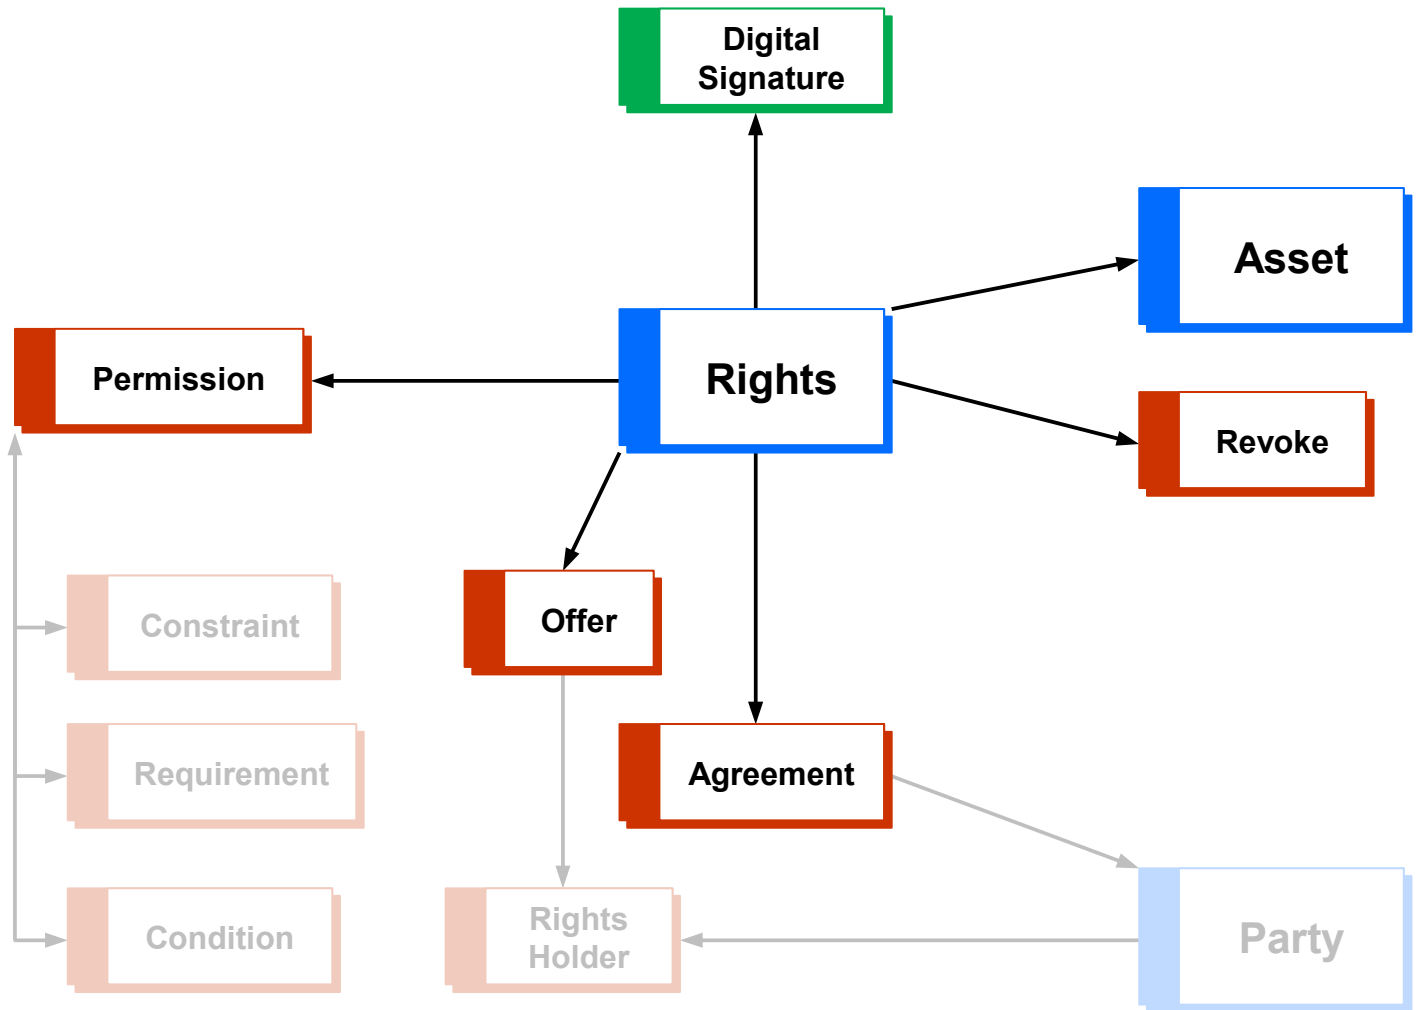 Digital
Signature
Asset
Rights
Permission
Revoke
Offer
Constraint
Agreement
Requirement
Rights
Holder
Condition
Party